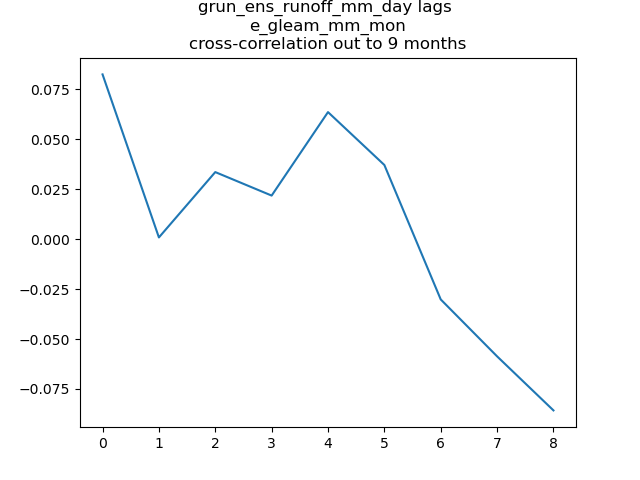 grun_ens_runoff_mm_day lags
e_gleam_mm_mon
cross-correlation out to 9 months
0.075
0.050
0.025
0.000
−0.025
−0.050
−0.075
0 1 2 3 4 5 6 7 8